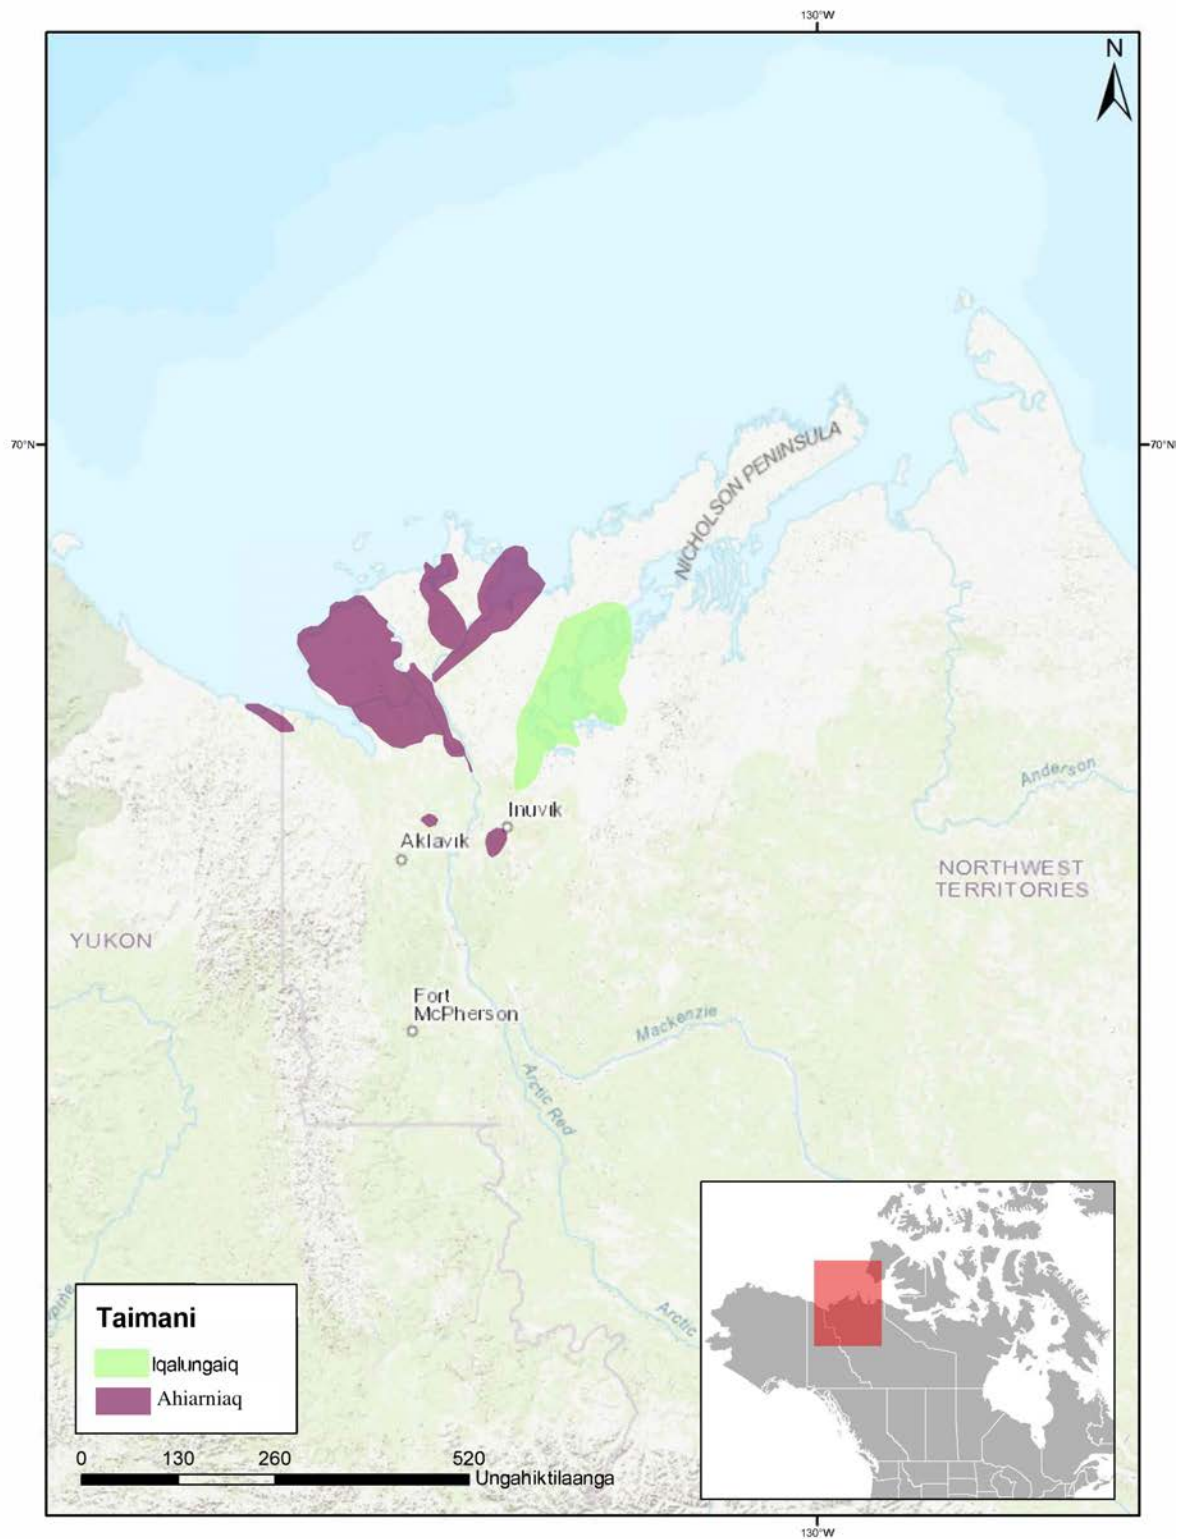 130°W
N
70°N
70°N
NICHOLSON PENINSULA
Anderson
Inuvik
Aklavik
NORTHWEST
TERRITORIES
YUKON
Fort
McPherson
Mackenzie
Arctic Red
Arctic
Taimani
Iqalungaiq
Ahiarniaq
0 130 260 520
Ungahiktilaanga
130°W